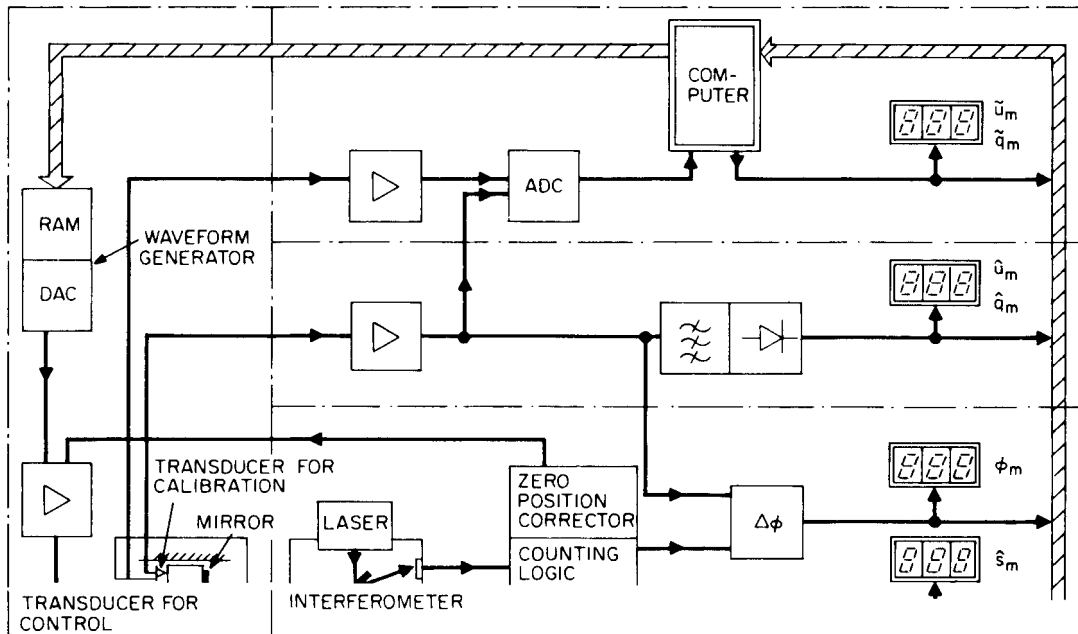 COM-
PUTER
ũₘ
q̃ₘ
ADC
RAM
WAVEFORM
GENERATOR
DAC
ûₘ
q̂ₘ
TRANSDUCER FOR
CALIBRATION
MIRROR
LASER
ZERO
POSITION
CORRECTOR
COUNTING
LOGIC
Δϕ
ϕₘ
ŝₘ
TRANSDUCER FOR
CONTROL
INTERFEROMETER